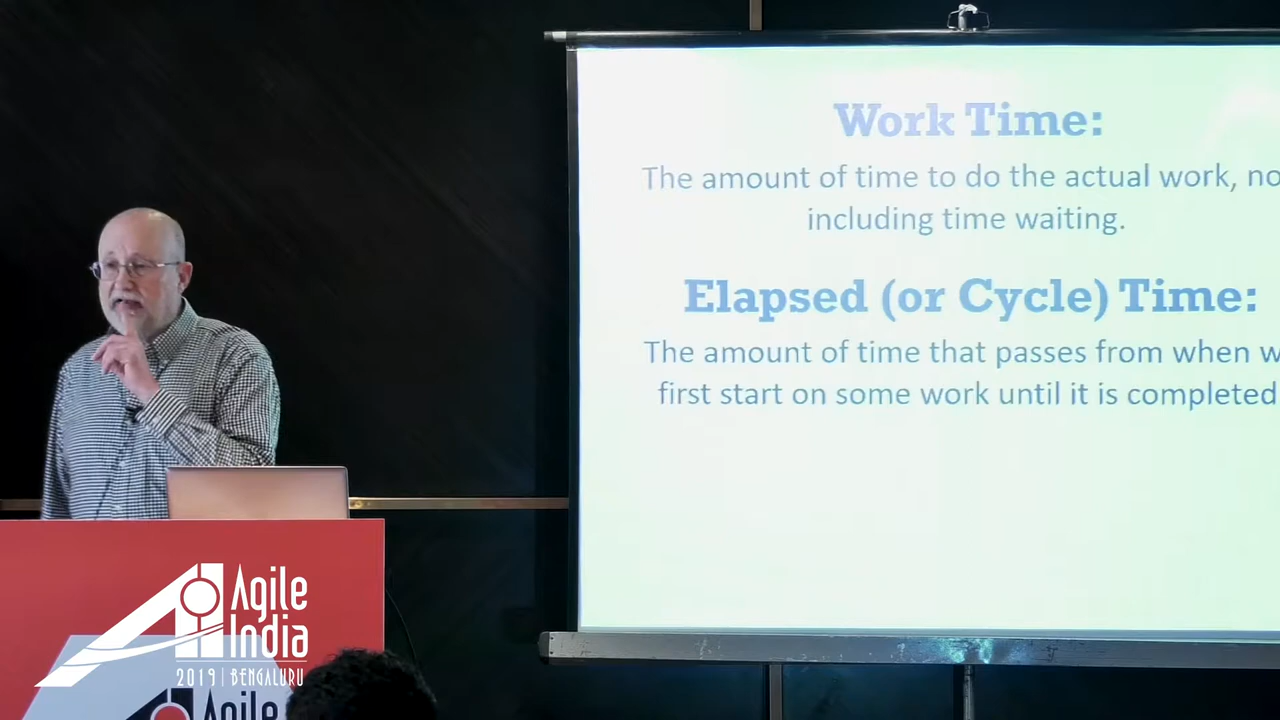 Work Time:
The amount of time to do the actual work, no
including time waiting.
Elapsed (or Cycle) Time:
The amount of time that passes from when w
first start on some work until it is completed
Agile
India
2019 | BENGALURU
Agile